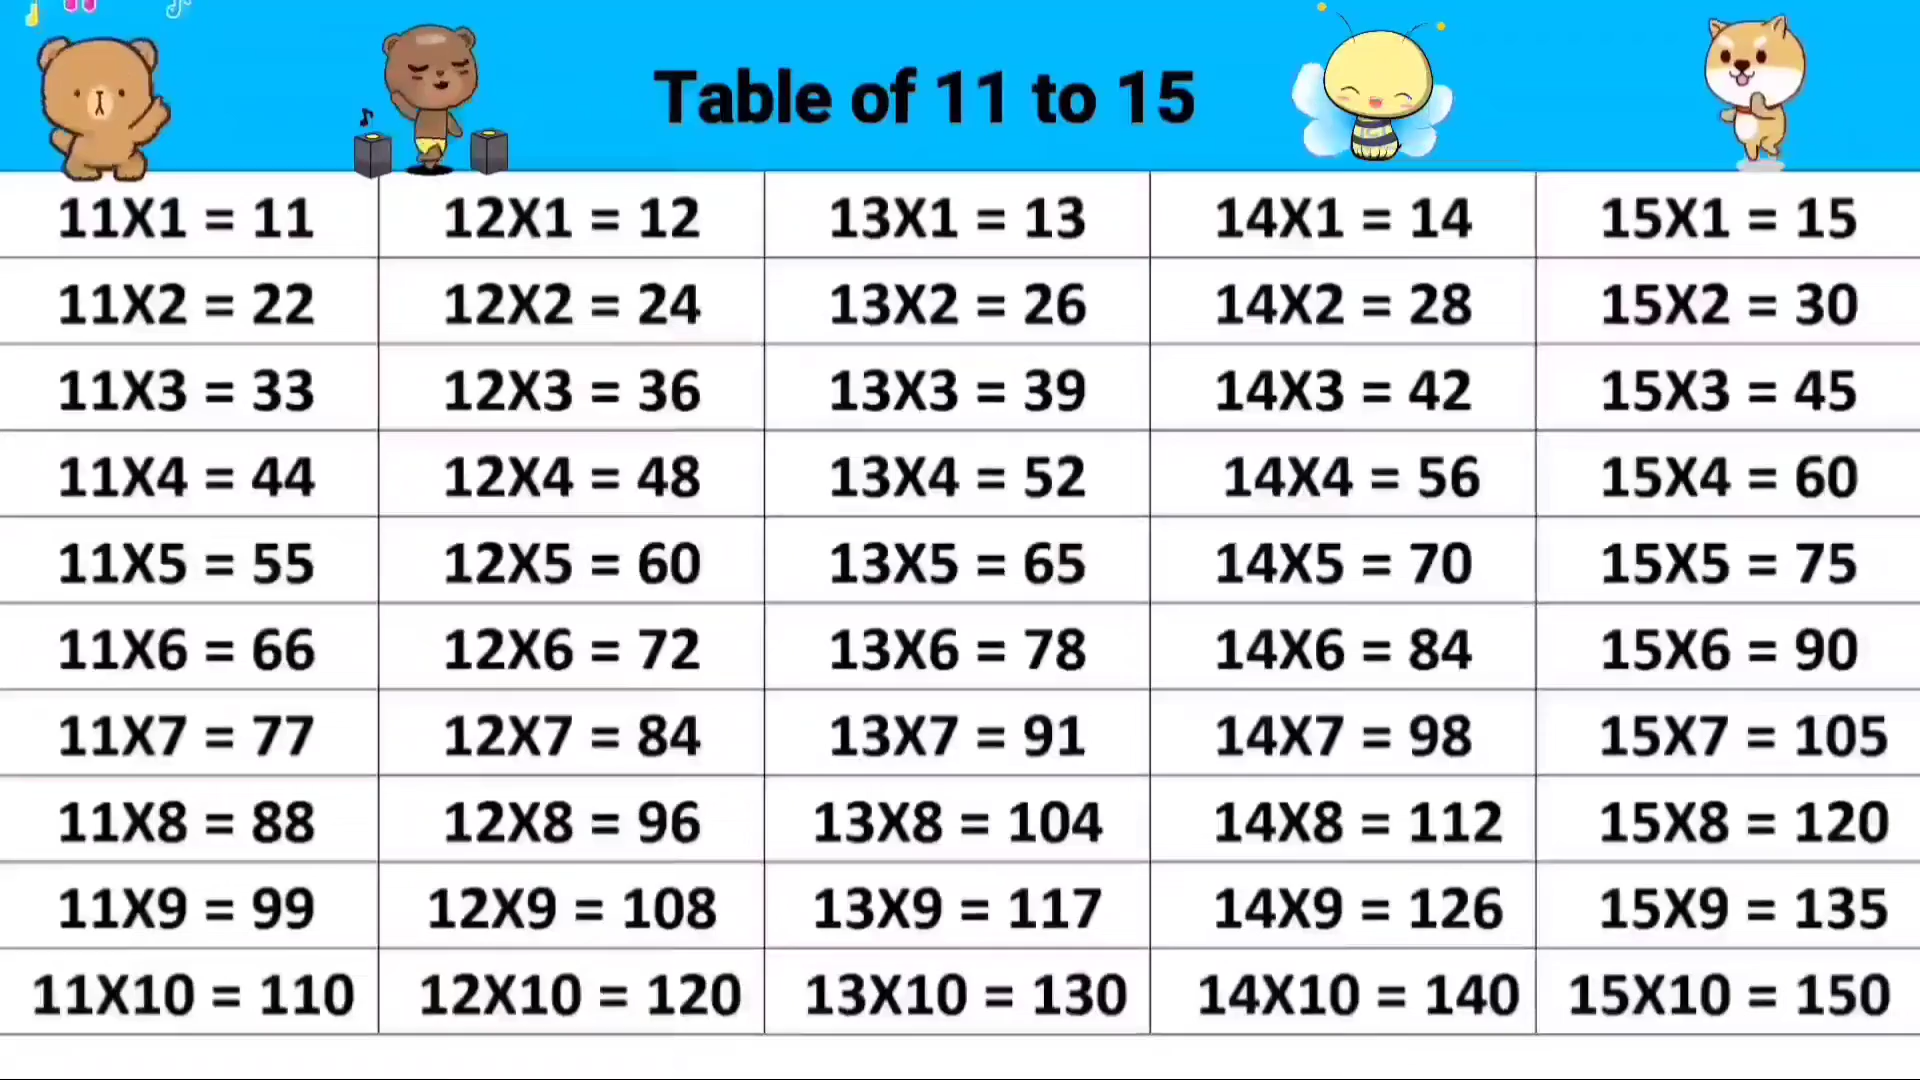 Table of 11 to 15
11X1 = 11 12X1 = 12 13X1 = 13 14X1 = 14 15X1 = 15
11X2 = 22 12X2 = 24 13X2 = 26 14X2 = 28 15X2 = 30
11X3 = 33 12X3 = 36 13X3 = 39 14X3 = 42 15X3 = 45
11X4 = 44 12X4 = 48 13X4 = 52 14X4 = 56 15X4 = 60
11X5 = 55 12X5 = 60 13X5 = 65 14X5 = 70 15X5 = 75
11X6 = 66 12X6 = 72 13X6 = 78 14X6 = 84 15X6 = 90
11X7 = 77 12X7 = 84 13X7 = 91 14X7 = 98 15X7 = 105
11X8 = 88 12X8 = 96 13X8 = 104 14X8 = 112 15X8 = 120
11X9 = 99 12X9 = 108 13X9 = 117 14X9 = 126 15X9 = 135
11X10 = 110 12X10 = 120 13X10 = 130 14X10 = 140 15X10 = 150